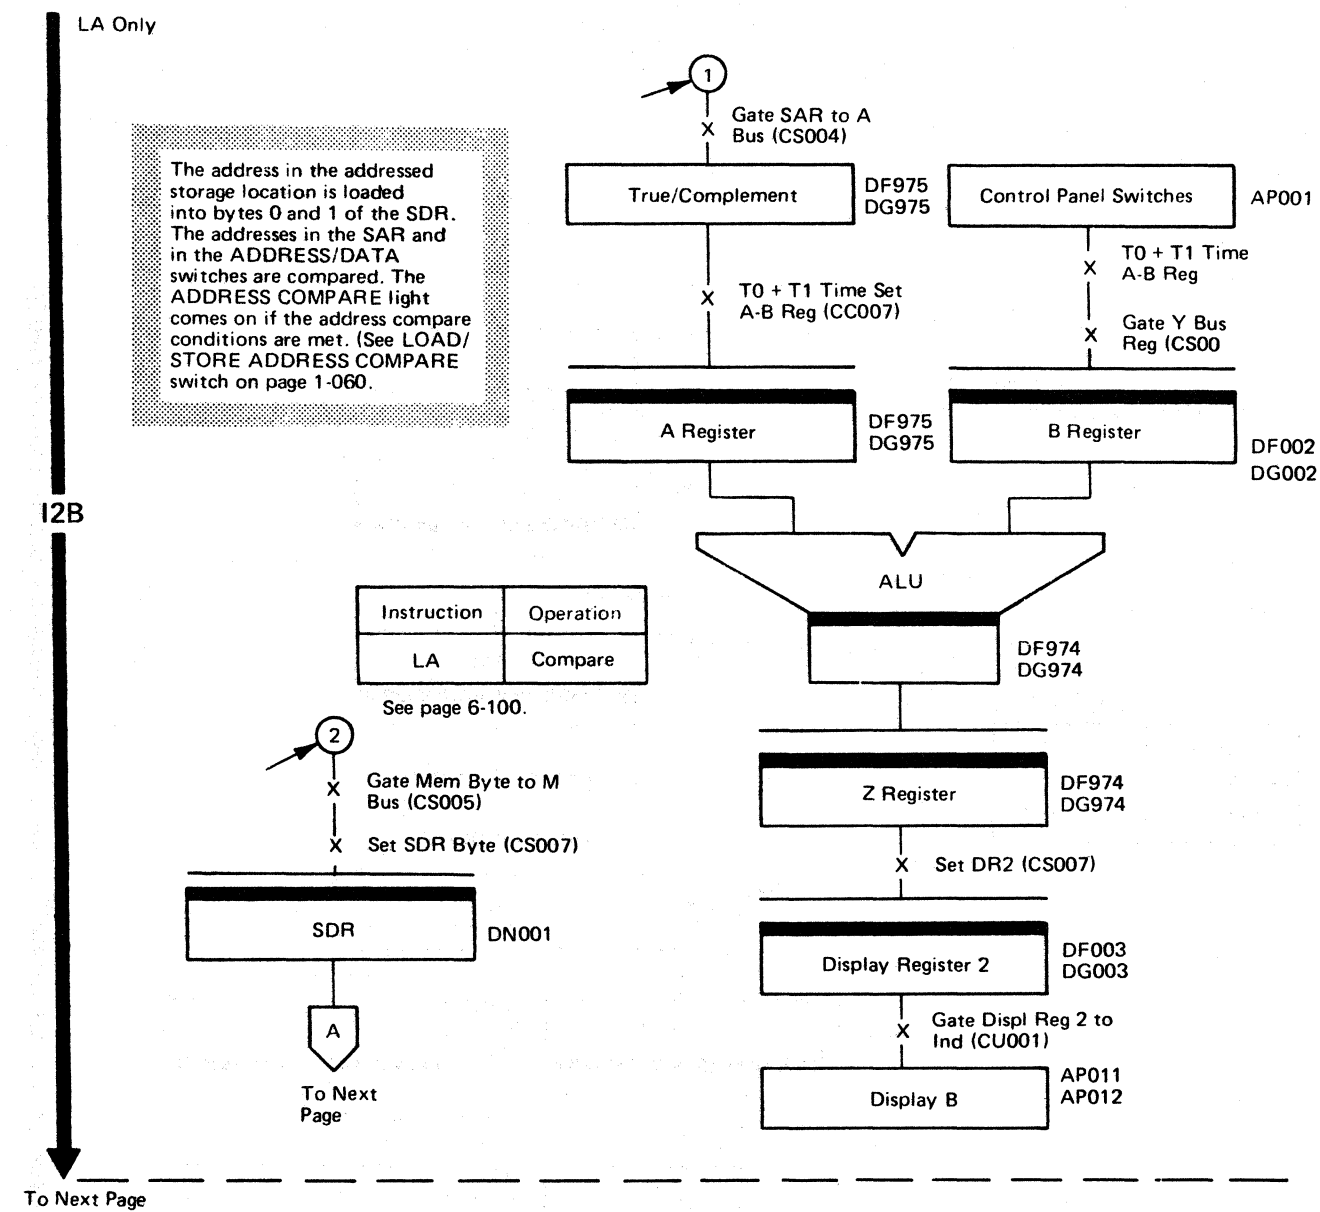 LA Only
1
Gate SAR to A
Bus (CS004)
The address in the addressed
storage location is loaded
into bytes 0 and 1 of the SDR.
The addresses in the SAR and
in the ADDRESS/DATA
switches are compared. The
ADDRESS COMPARE light
comes on if the address compare
conditions are met. (See LOAD/
STORE ADDRESS COMPARE
switch on page 1-060.
True/Complement
DF975
DG975
Control Panel Switches
AP001
T0 + T1 Time Set
A-B Reg (CC007)
T0 + T1 Time
A-B Reg
Gate Y Bus
Reg (CS00
A Register
DF975
DG975
B Register
DF002
DG002
I2B
ALU
DF974
DG974
Instruction Operation
LA Compare
See page 6-100.
2
Gate Mem Byte to M
Bus (CS005)
Set SDR Byte (CS007)
SDR
DN001
A
To Next
Page
Z Register
DF974
DG974
Set DR2 (CS007)
Display Register 2
DF003
DG003
Gate Displ Reg 2 to
Ind (CU001)
Display B
AP011
AP012
To Next Page